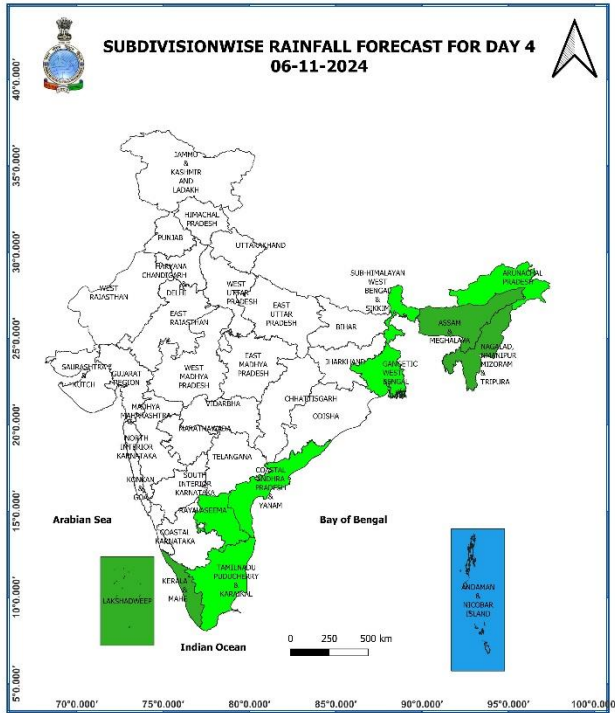 SUBDIVISIONWISE RAINFALL FORECAST FOR DAY 4
06-11-2024
40°0.000'
35°0.000'
30°0.000'
25°0.000'
20°0.000'
15°0.000'
10°0.000'
5°0.000'
JAMMO
&
KASHMIR
AND
LADAKH
HIMACHAL
PRADESH
PUNJAB
UTTARAKHAND
HARYANA
CHANDIGARH
&
DELHI
WEST
RAJASTHAN
WEST
UTTAR
PRADESH
EAST
RAJASTHAN
EAST
UTTAR
PRADESH
SUB-HIMALAYAN
WEST
BENGAL
&
SIKKIM
ARUNACHAL
PRADESH
BIHAR
ASSAM
&
MEGHALAYA
NAGALAD,
MANIPUR
MIZORAM
&
TRIPURA
SAURASHTRA
&
KUTCH
GUJARAT
REGION
WEST
MADHYA
PRADESH
EAST
MADHYA
PRADESH
JHARKHAND
GANGETIC
WEST
BENGAL
CHHATISTGARH
ODISHA
MADHYA
MAHARASHTRA
VIDARBHA
MARATHAWADA
NORTH
INTERIOR
KARNATAKA
TELANGANA
KONKAN
&
GOA
SOUTH
INTERIOR
KARNATAKA
COASTAL
ANDHRA
PRADESH
&
YANAM
RAYALASEEMA
COASTAL
KARNATAKA
Arabian Sea
Bay of Bengal
TAMILNADU
PUDUCHERRY
&
KARAIKAL
KERALA
&
MAHE
LAKSHADWEEP
ANDAMAN
&
NICOBAR
ISLAND
Indian Ocean
0 250 500 km
70°0.000' 75°0.000' 80°0.000' 85°0.000' 90°0.000' 95°0.000' 100°0.000'